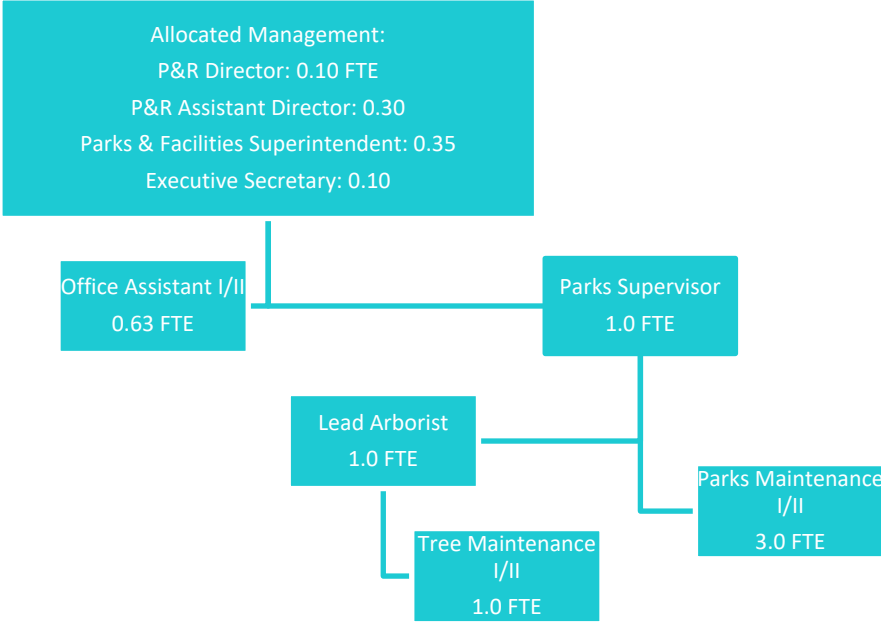 Allocated Management:
P&R Director: 0.10 FTE
P&R Assistant Director: 0.30
Parks & Facilities Superintendent: 0.35
Executive Secretary: 0.10
Office Assistant I/II
0.63 FTE
Parks Supervisor
1.0 FTE
Lead Arborist
1.0 FTE
Parks Maintenance
I/II
3.0 FTE
Tree Maintenance
I/II
1.0 FTE